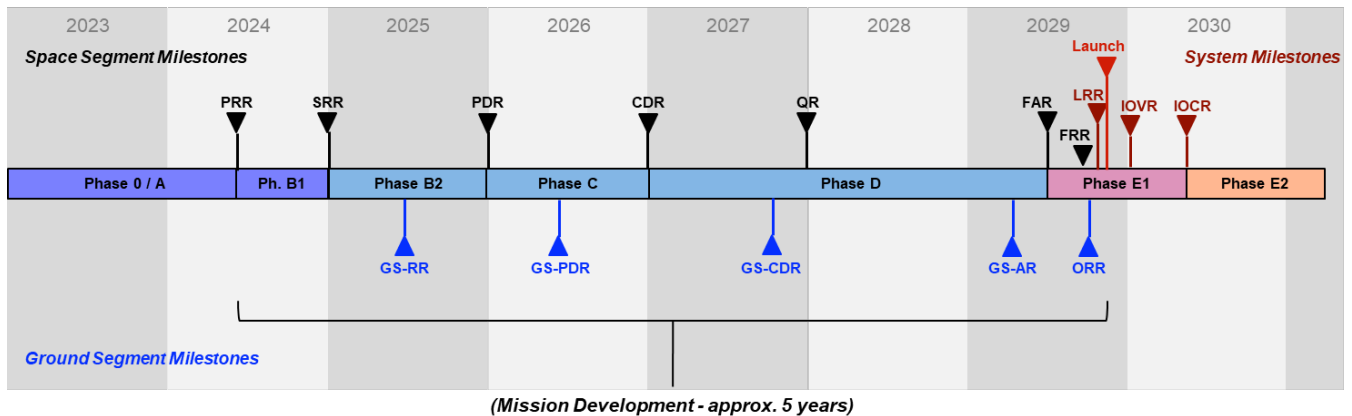 2023 2024 2025 2026 2027 2028 2029 2030
Space Segment Milestones
Launch
System Milestones
PRR SRR PDR CDR QR FAR FRR LRR IOVR IOCR
Phase 0 / A Ph. B1 Phase B2 Phase C Phase D Phase E1 Phase E2
GS-RR GS-PDR GS-CDR GS-AR ORR
Ground Segment Milestones
(Mission Development - approx. 5 years)